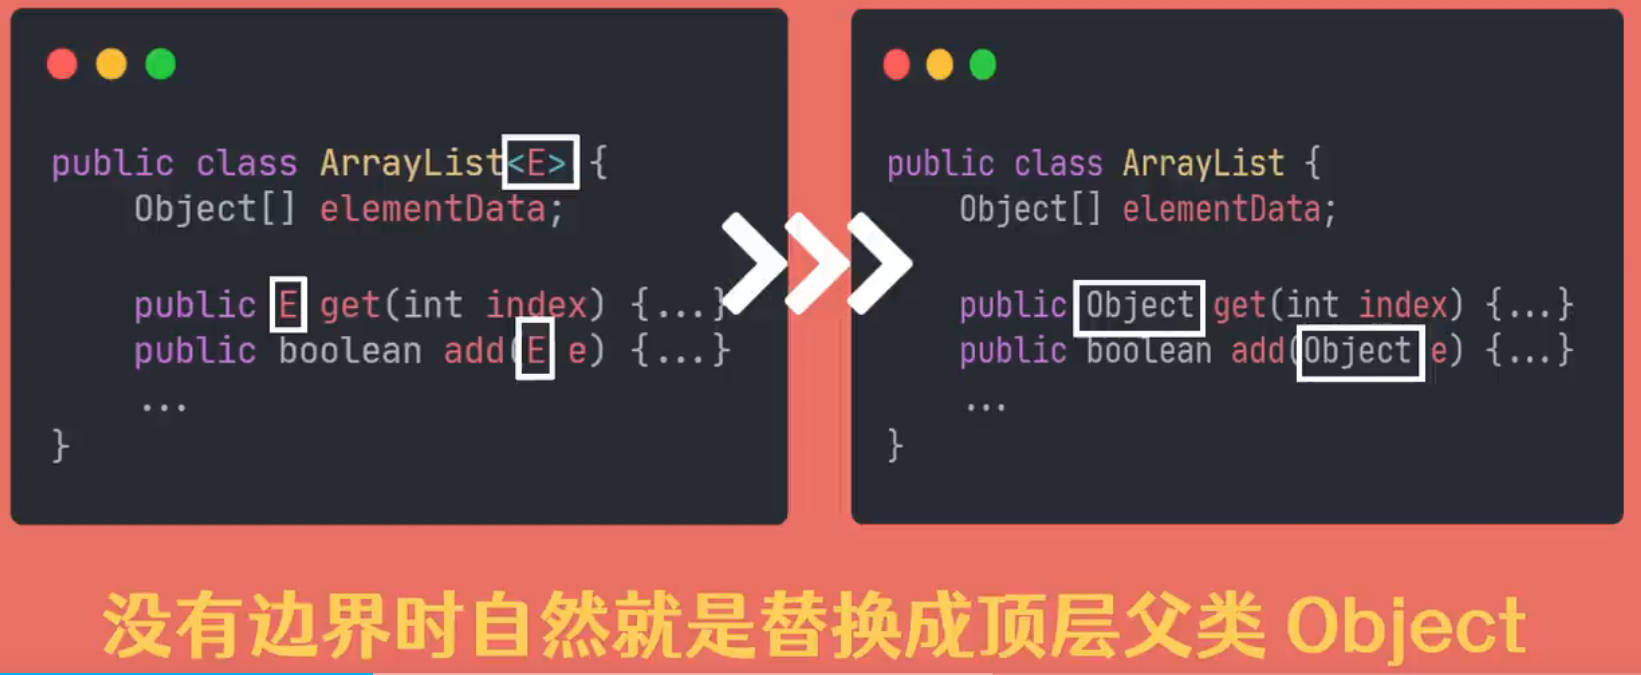 public class ArrayList<E> {
Object[] elementData;
public E get(int index) {...}
public boolean add(E e) {...}
...
}
public class ArrayList {
Object[] elementData;
public Object get(int index) {...}
public boolean add(Object e) {...}
...
}
没有边界时自然就是替换成顶层父类 Object